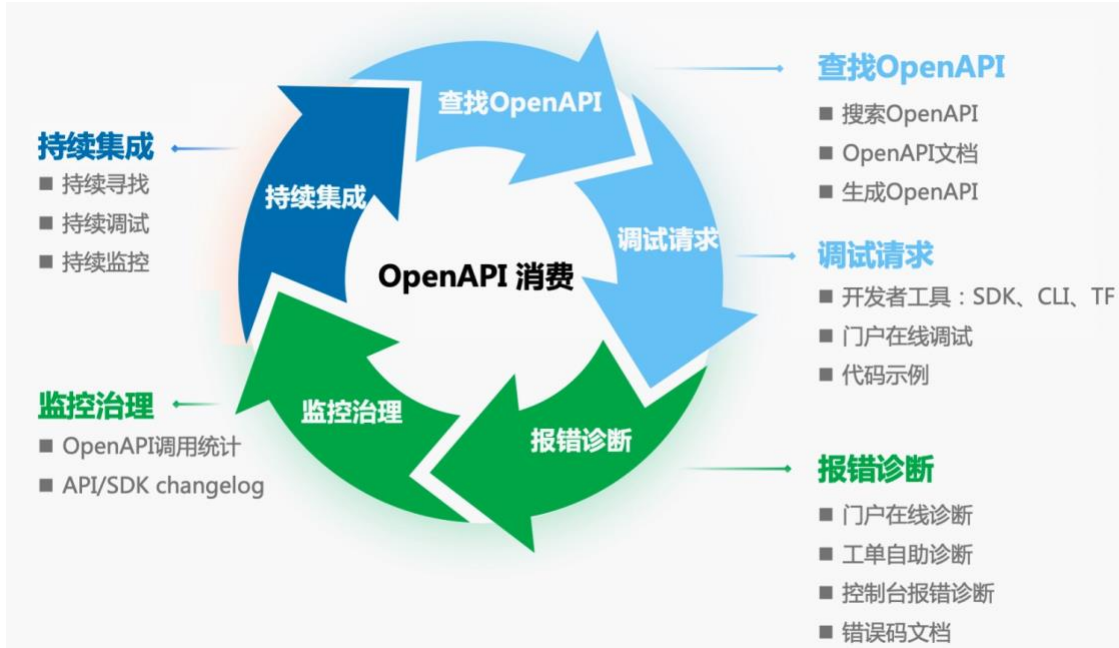 查找OpenAPI
调试请求
报错诊断
监控治理
持续集成
OpenAPI 消费
查找OpenAPI
■ 搜索OpenAPI
■ OpenAPI文档
■ 生成OpenAPI
调试请求
■ 开发者工具：SDK、CLI、TF
■ 门户在线调试
■ 代码示例
报错诊断
■ 门户在线诊断
■ 工单自助诊断
■ 控制台报错诊断
■ 错误码文档
监控治理
■ OpenAPI调用统计
■ API/SDK changelog
持续集成
■ 持续寻找
■ 持续调试
■ 持续监控